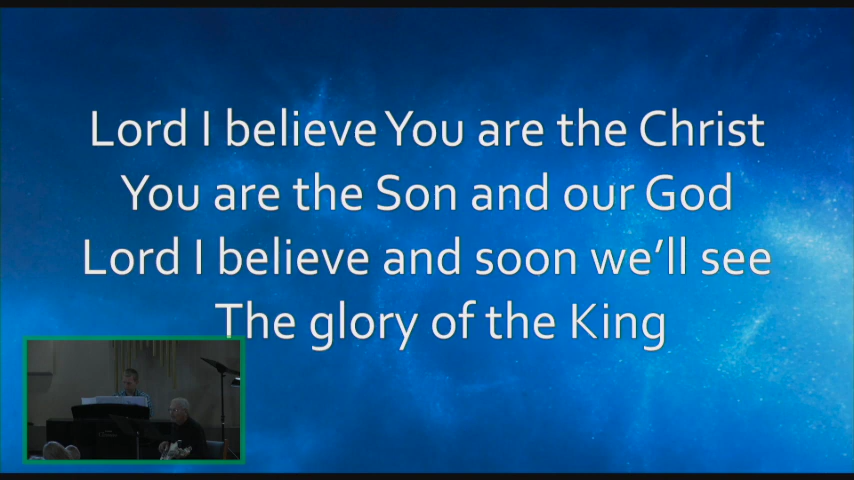 Lord I believe You are the Christ
You are the Son and our God
Lord I believe and soon we'll see
The glory of the King